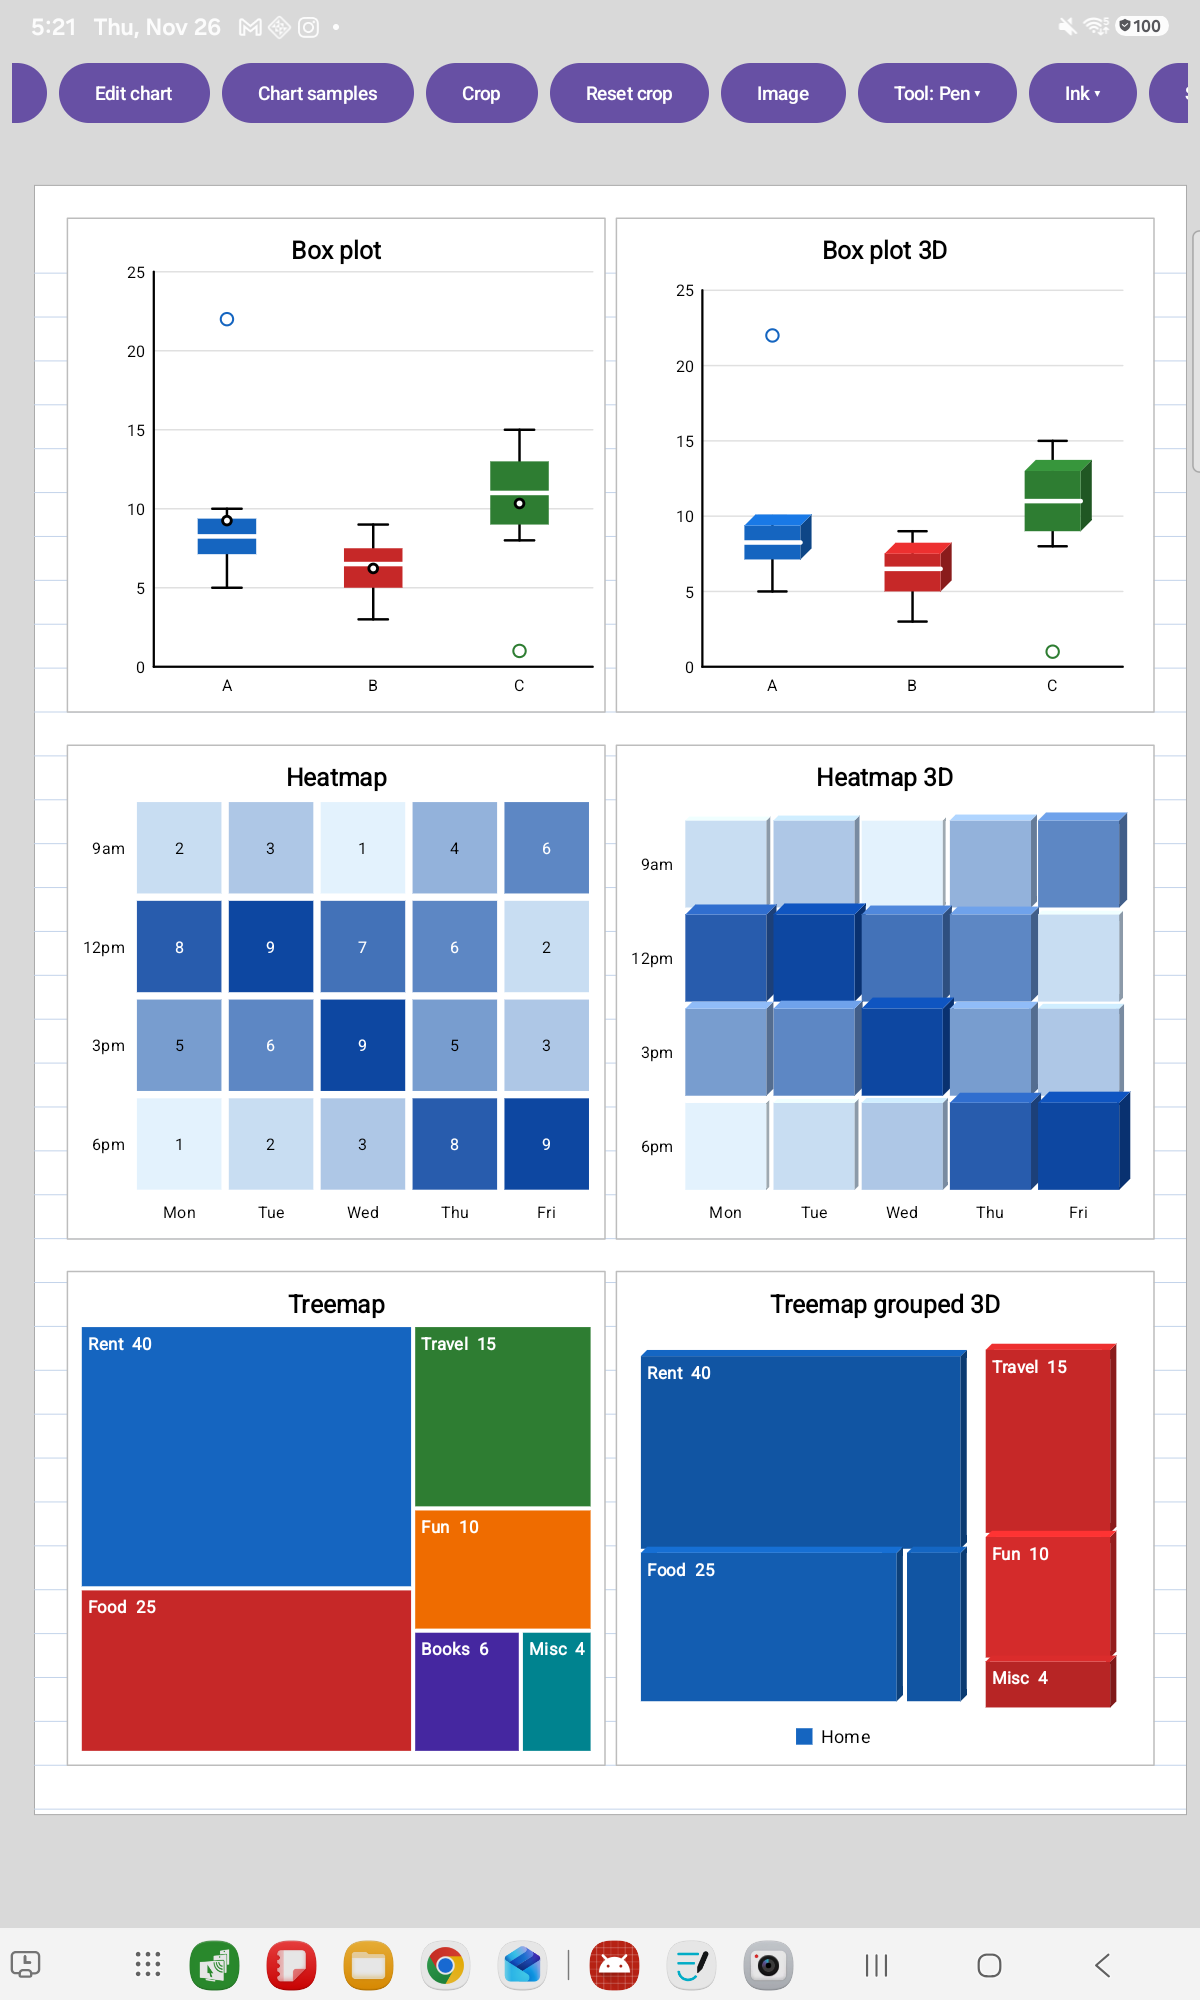 5:21 Thu, Nov 26
100
Edit chart
Chart samples
Crop
Reset crop
Image
Tool: Pen ▾
Ink ▾
Box plot
25
20
15
10
5
0
A B C
Box plot 3D
25
20
15
10
5
0
A B C
Heatmap
9am 2 3 1 4 6
12pm 8 9 7 6 2
3pm 5 6 9 5 3
6pm 1 2 3 8 9
Mon Tue Wed Thu Fri
Heatmap 3D
9am
12pm
3pm
6pm
Mon Tue Wed Thu Fri
Treemap
Rent 40
Travel 15
Fun 10
Food 25
Books 6
Misc 4
Treemap grouped 3D
Rent 40
Travel 15
Fun 10
Food 25
Misc 4
Home